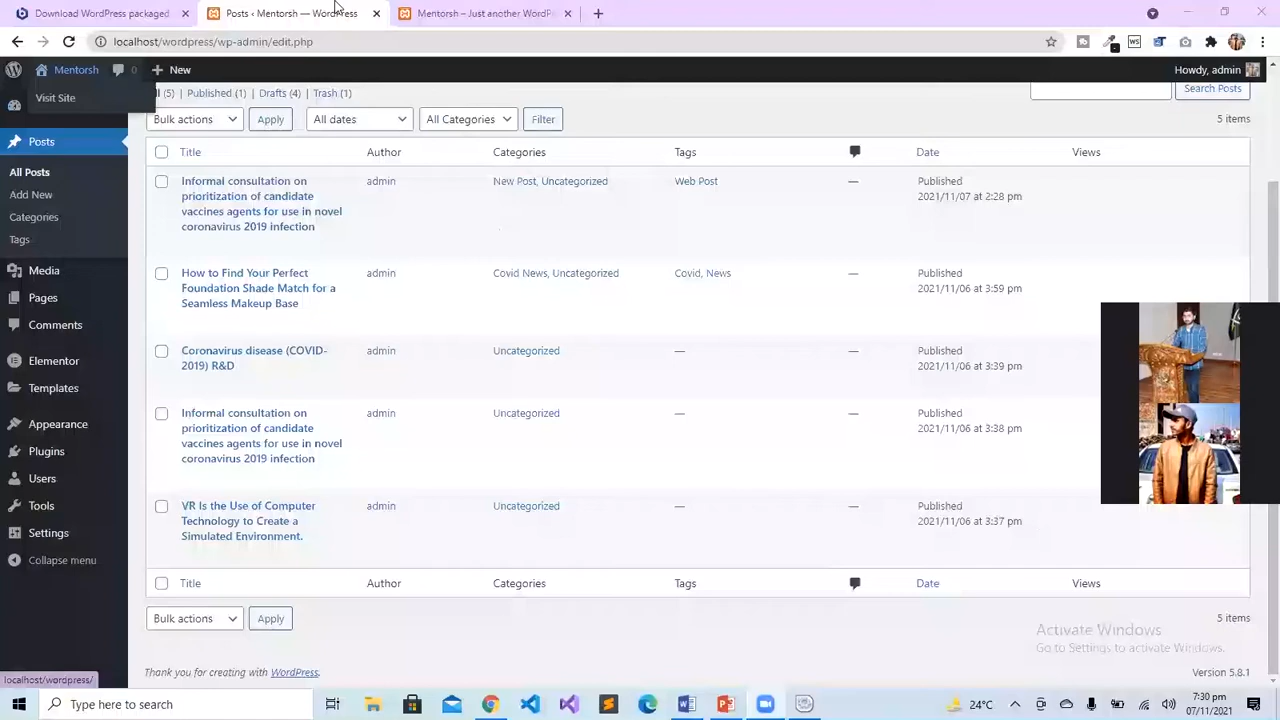 Download WordPress packaged
Posts ‹ Mentorsh — WordPress
Mentorsh – Just another WordPr
localhost/wordpress/wp-admin/edit.php
WS
Mentorsh
0
New
Howdy, admin
Visit Site
(5) Published (1) Drafts (4) Trash (1)
Search Posts
Bulk actions
Apply
All dates
All Categories
Filter
5 items
Posts
All Posts
Add New
Categories
Tags
Media
Pages
Comments
Elementor
Templates
Appearance
Plugins
Users
Tools
Settings
Collapse menu
Title Author Categories Tags Date Views
Informal consultation on
prioritization of candidate
vaccines agents for use in novel
coronavirus 2019 infection
admin
New Post, Uncategorized
Web Post
—
Published
2021/11/07 at 2:28 pm
How to Find Your Perfect
Foundation Shade Match for a
Seamless Makeup Base
admin
Covid News, Uncategorized
Covid, News
—
Published
2021/11/06 at 3:59 pm
Coronavirus disease (COVID-
2019) R&D
admin
Uncategorized
—
—
Published
2021/11/06 at 3:39 pm
Informal consultation on
prioritization of candidate
vaccines agents for use in novel
coronavirus 2019 infection
admin
Uncategorized
—
—
Published
2021/11/06 at 3:38 pm
VR Is the Use of Computer
Technology to Create a
Simulated Environment.
admin
Uncategorized
—
—
Published
2021/11/06 at 3:37 pm
Title Author Categories Tags Date Views
Bulk actions
Apply
5 items
Activate Windows
Go to Settings to activate Windows.
Thank you for creating with WordPress.
Version 5.8.1
localhost/wordpress/
Type here to search
24°C
7:30 pm
07/11/2021